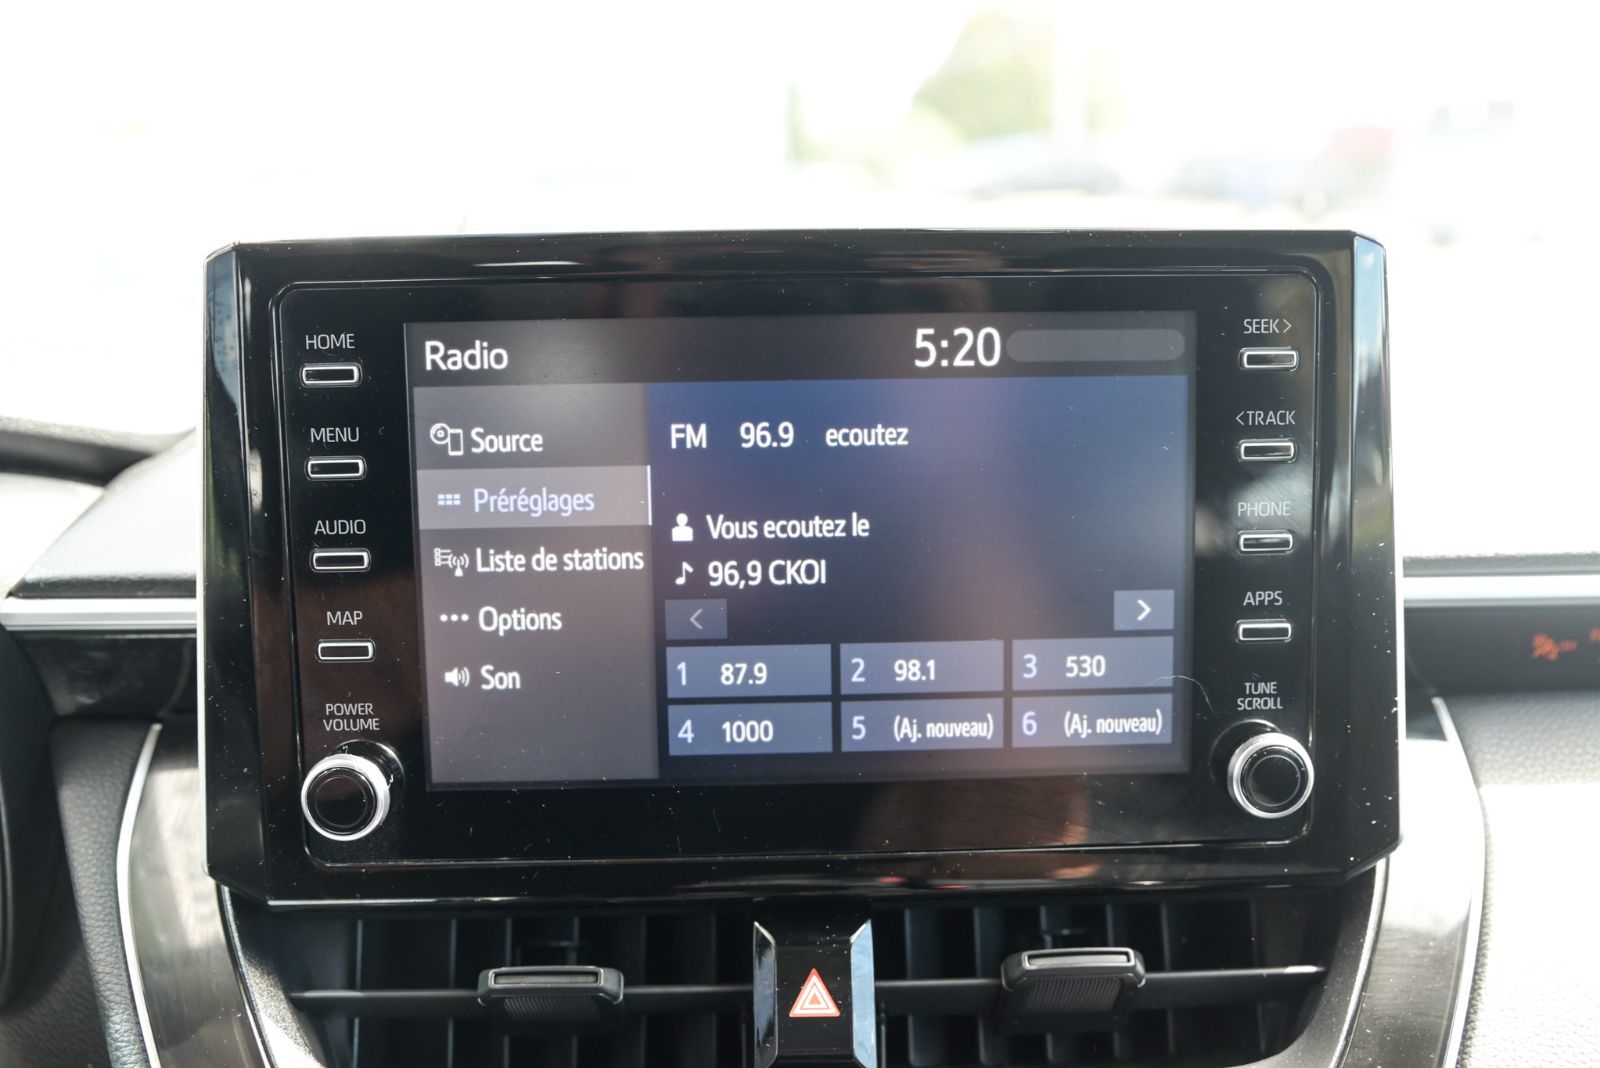 HOME
MENU
AUDIO
MAP
POWER
VOLUME
Radio
5:20
Source
Préréglages
Liste de stations
Options
Son
FM 96.9 ecoutez
Vous ecoutez le
96,9 CKOI
<
>
1 87.9
2 98.1
3 530
4 1000
5 (Aj. nouveau)
6 (Aj. nouveau)
SEEK>
<TRACK
PHONE
APPS
TUNE
SCROLL